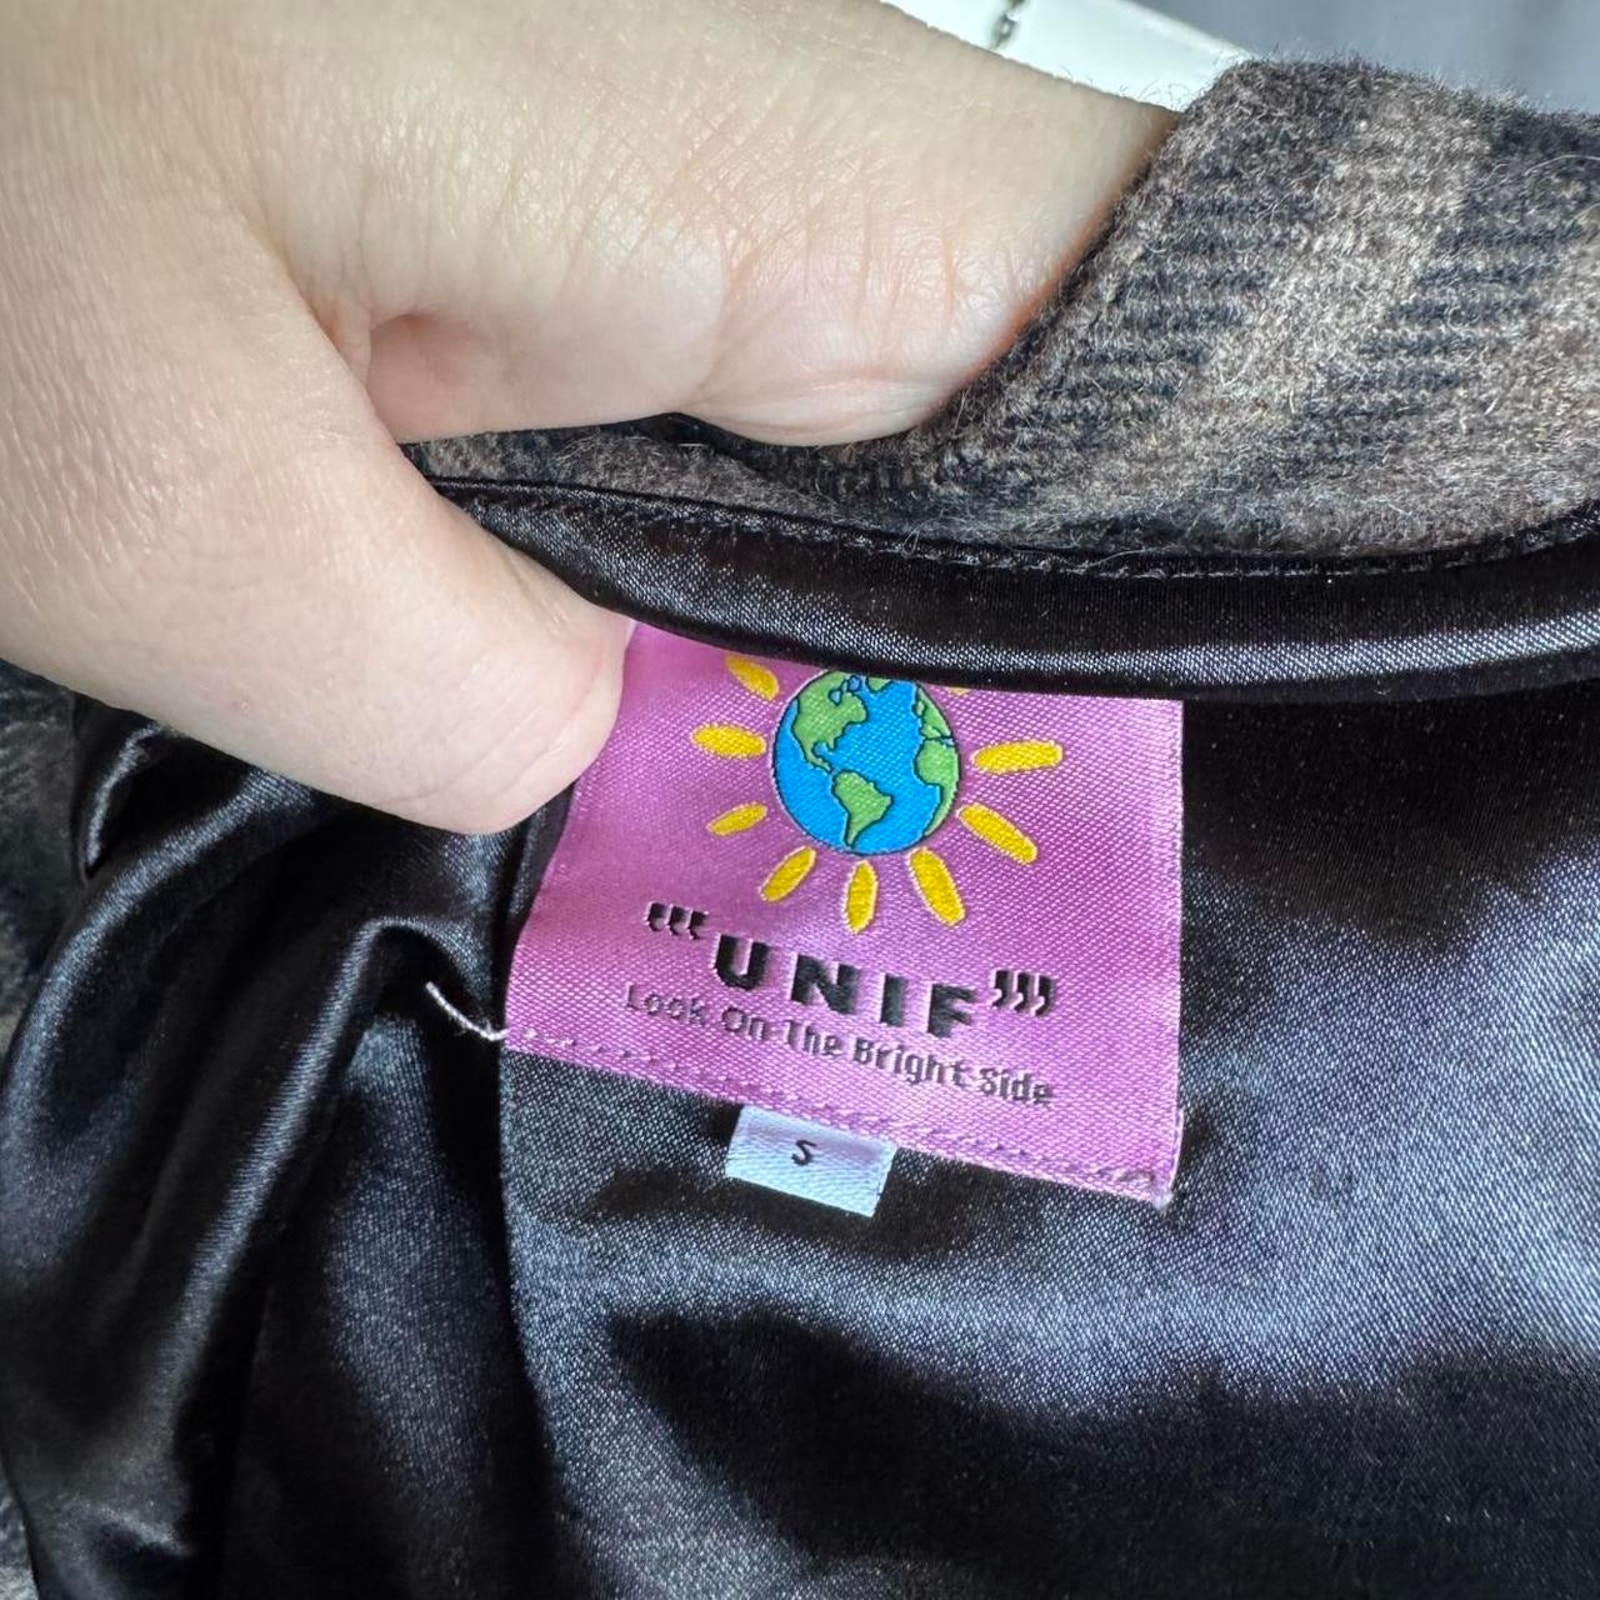 "'UNIF'"
Look On The Bright Side
S